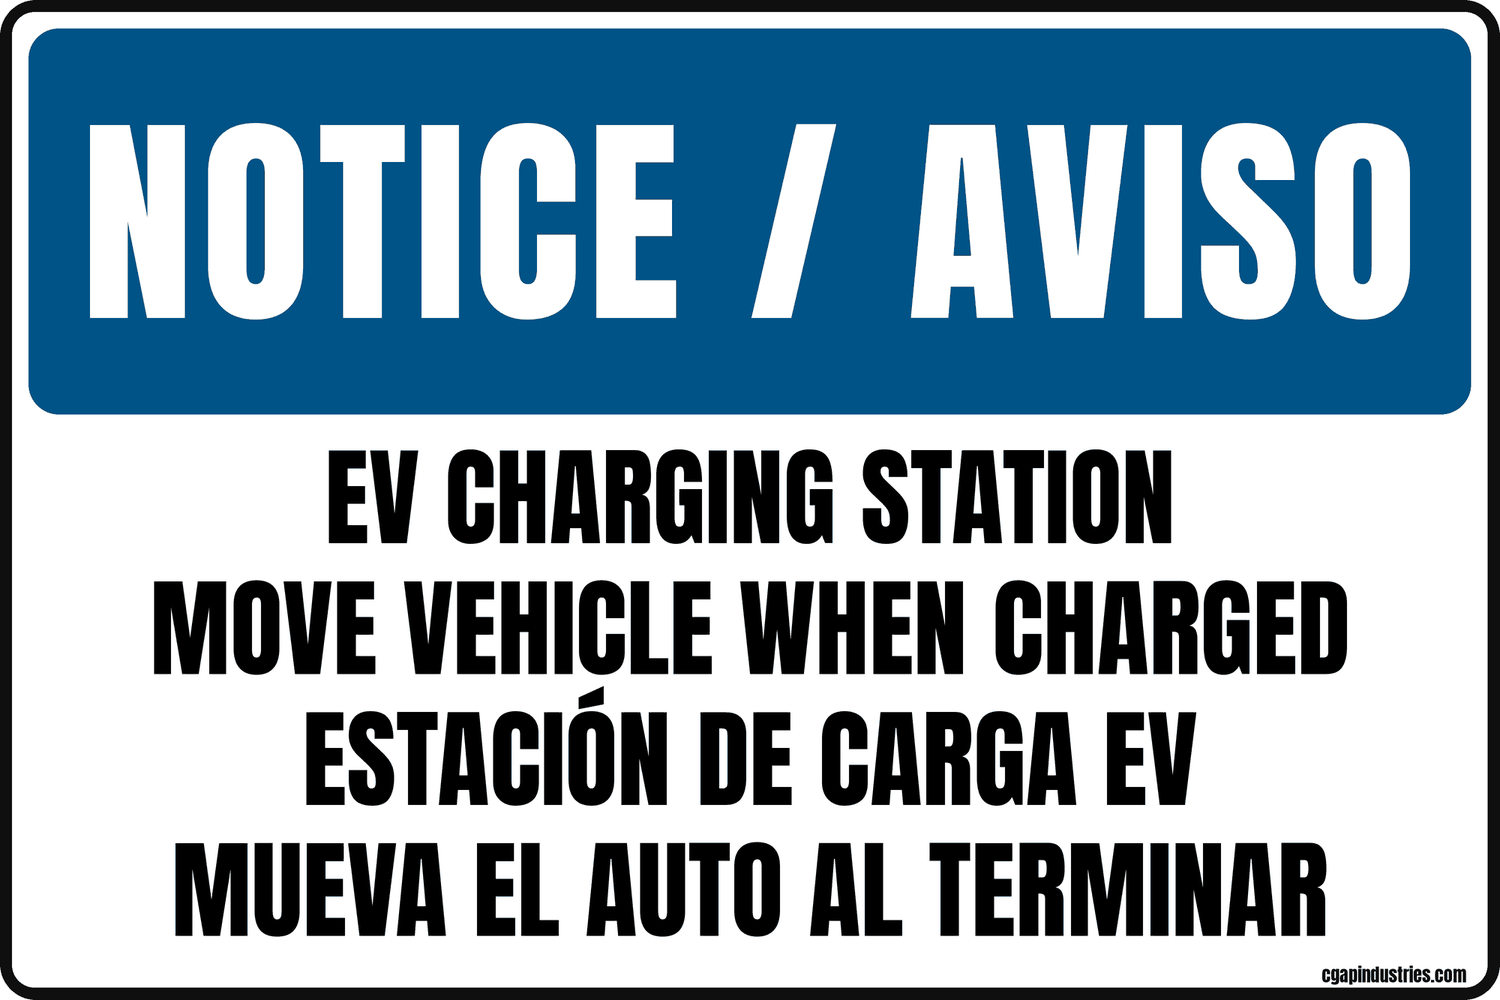 NOTICE / AVISO
EV CHARGING STATION
MOVE VEHICLE WHEN CHARGED
ESTACIÓN DE CARGA EV
MUEVA EL AUTO AL TERMINAR
cgapindustries.com